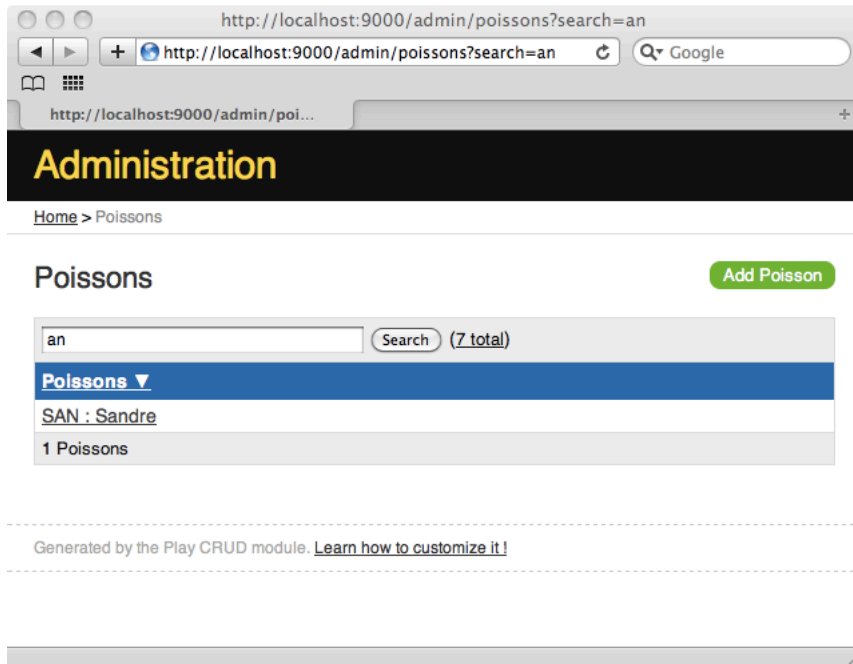 http://localhost:9000/admin/poissons?search=an
http://localhost:9000/admin/poissons?search=an Google
http://localhost:9000/admin/poi...
Administration
Home > Poissons
Poissons Add Poisson
an Search (7 total)
Poissons ▼
SAN : Sandre
1 Poissons
Generated by the Play CRUD module. Learn how to customize it !